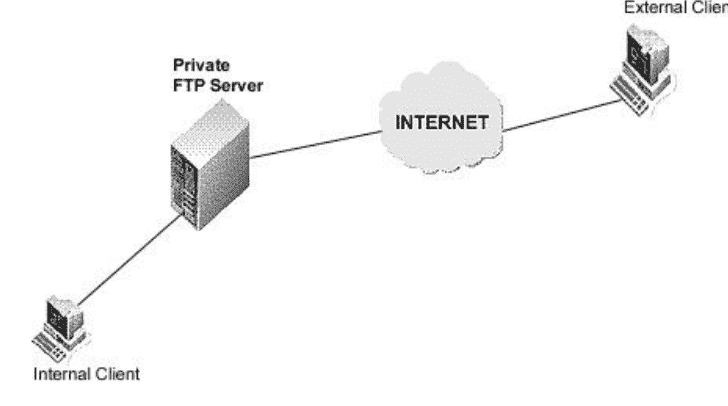 External Clien
Private
FTP Server
INTERNET
Internal Client